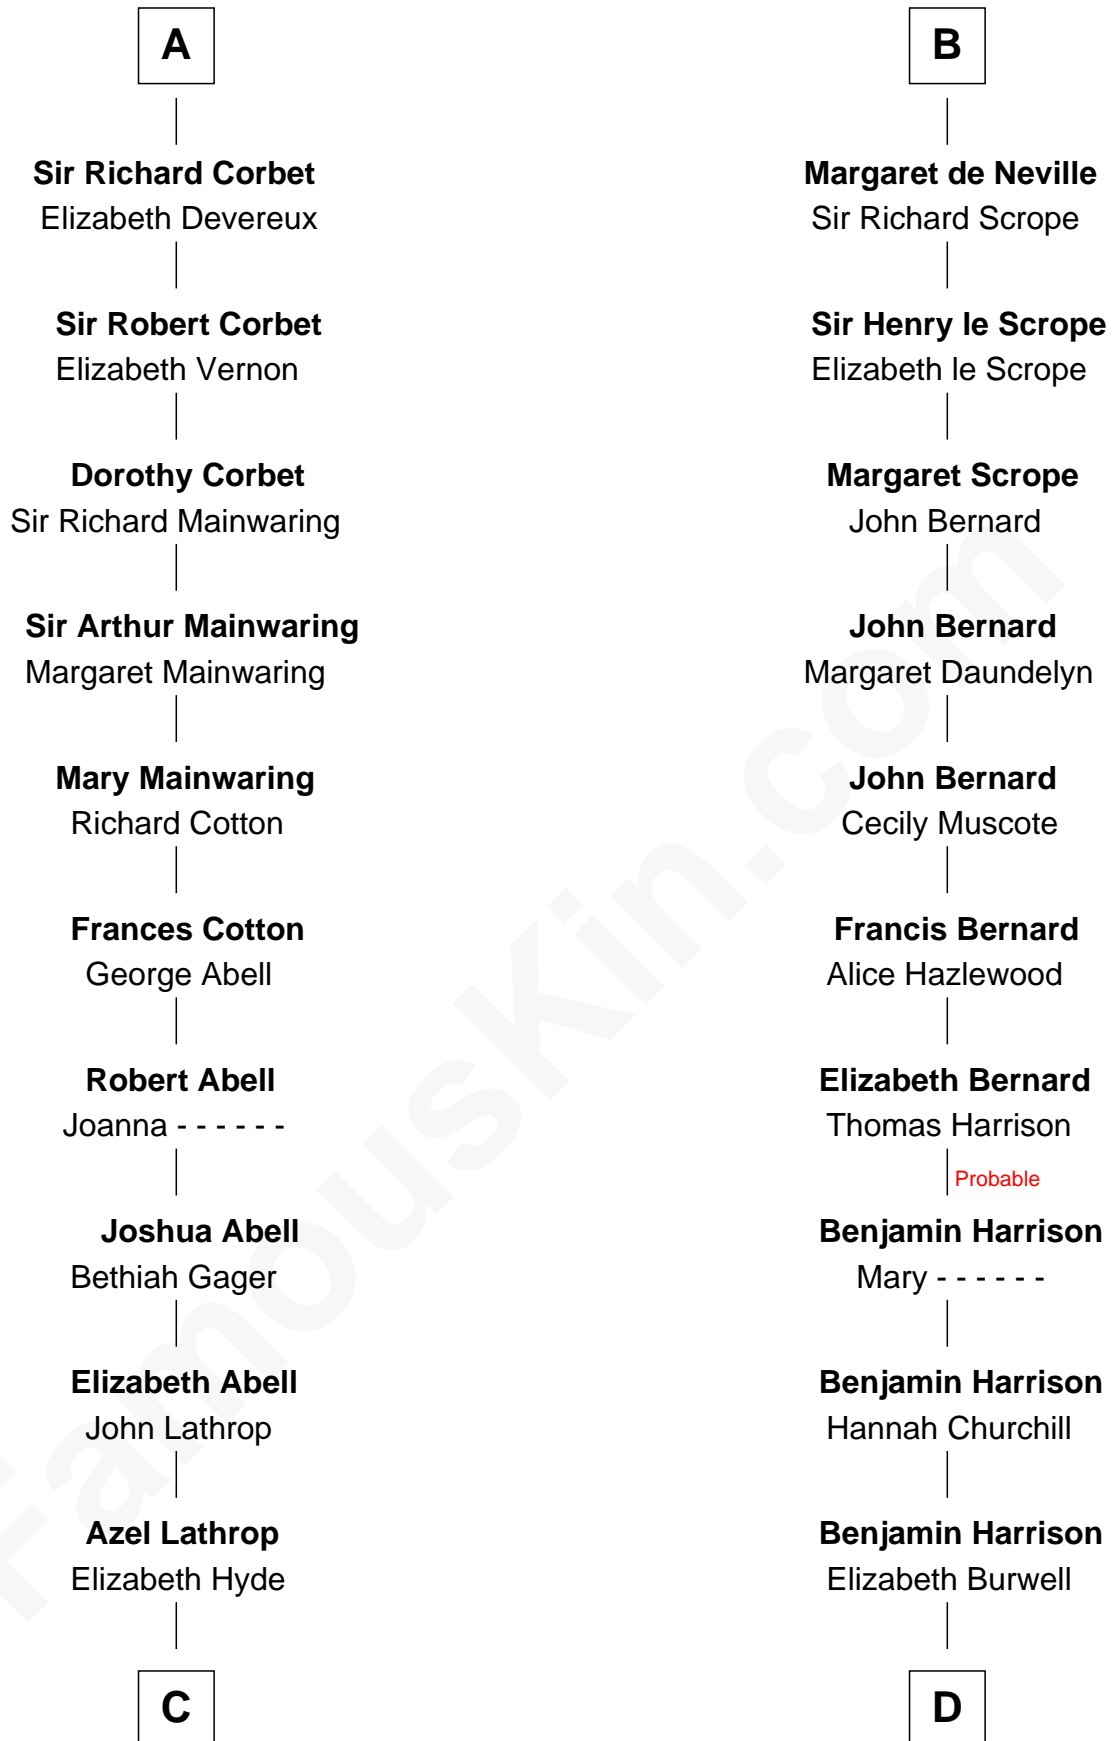 A
Sir Richard Corbet
Elizabeth Devereux
Sir Robert Corbet
Elizabeth Vernon
Dorothy Corbet
Sir Richard Mainwaring
Sir Arthur Mainwaring
Margaret Mainwaring
Mary Mainwaring
Richard Cotton
Frances Cotton
George Abell
Robert Abell
Joanna - - - - - -
Joshua Abell
Bethiah Gager
Elizabeth Abell
John Lathrop
Azel Lathrop
Elizabeth Hyde
C
B
Margaret de Neville
Sir Richard Scrope
Sir Henry le Scrope
Elizabeth le Scrope
Margaret Scrope
John Bernard
John Bernard
Margaret Daundelyn
John Bernard
Cecily Muscote
Francis Bernard
Alice Hazlewood
Elizabeth Bernard
Thomas Harrison
Probable
Benjamin Harrison
Mary - - - - - -
Benjamin Harrison
Hannah Churchill
Benjamin Harrison
Elizabeth Burwell
D
FamousKin.com